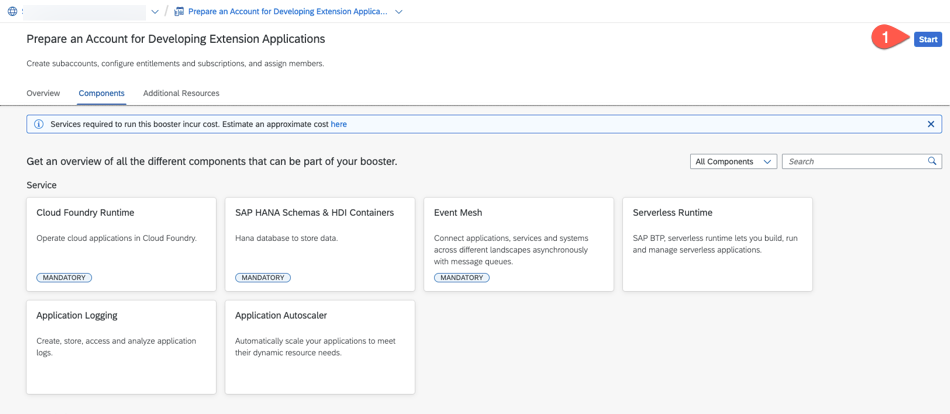 Prepare an Account for Developing Extension Applica...
Prepare an Account for Developing Extension Applications
1
Start
Create subaccounts, configure entitlements and subscriptions, and assign members.
Overview
Components
Additional Resources
Services required to run this booster incur cost. Estimate an approximate cost here
Get an overview of all the different components that can be part of your booster.
All Components
Search
Service
Cloud Foundry Runtime
Operate cloud applications in Cloud Foundry.
MANDATORY
SAP HANA Schemas & HDI Containers
Hana database to store data.
MANDATORY
Event Mesh
Connect applications, services and systems
across different landscapes asynchronously
with message queues.
MANDATORY
Serverless Runtime
SAP BTP, serverless runtime lets you build, run
and manage serverless applications.
Application Logging
Create, store, access and analyze application
logs.
Application Autoscaler
Automatically scale your applications to meet
their dynamic resource needs.